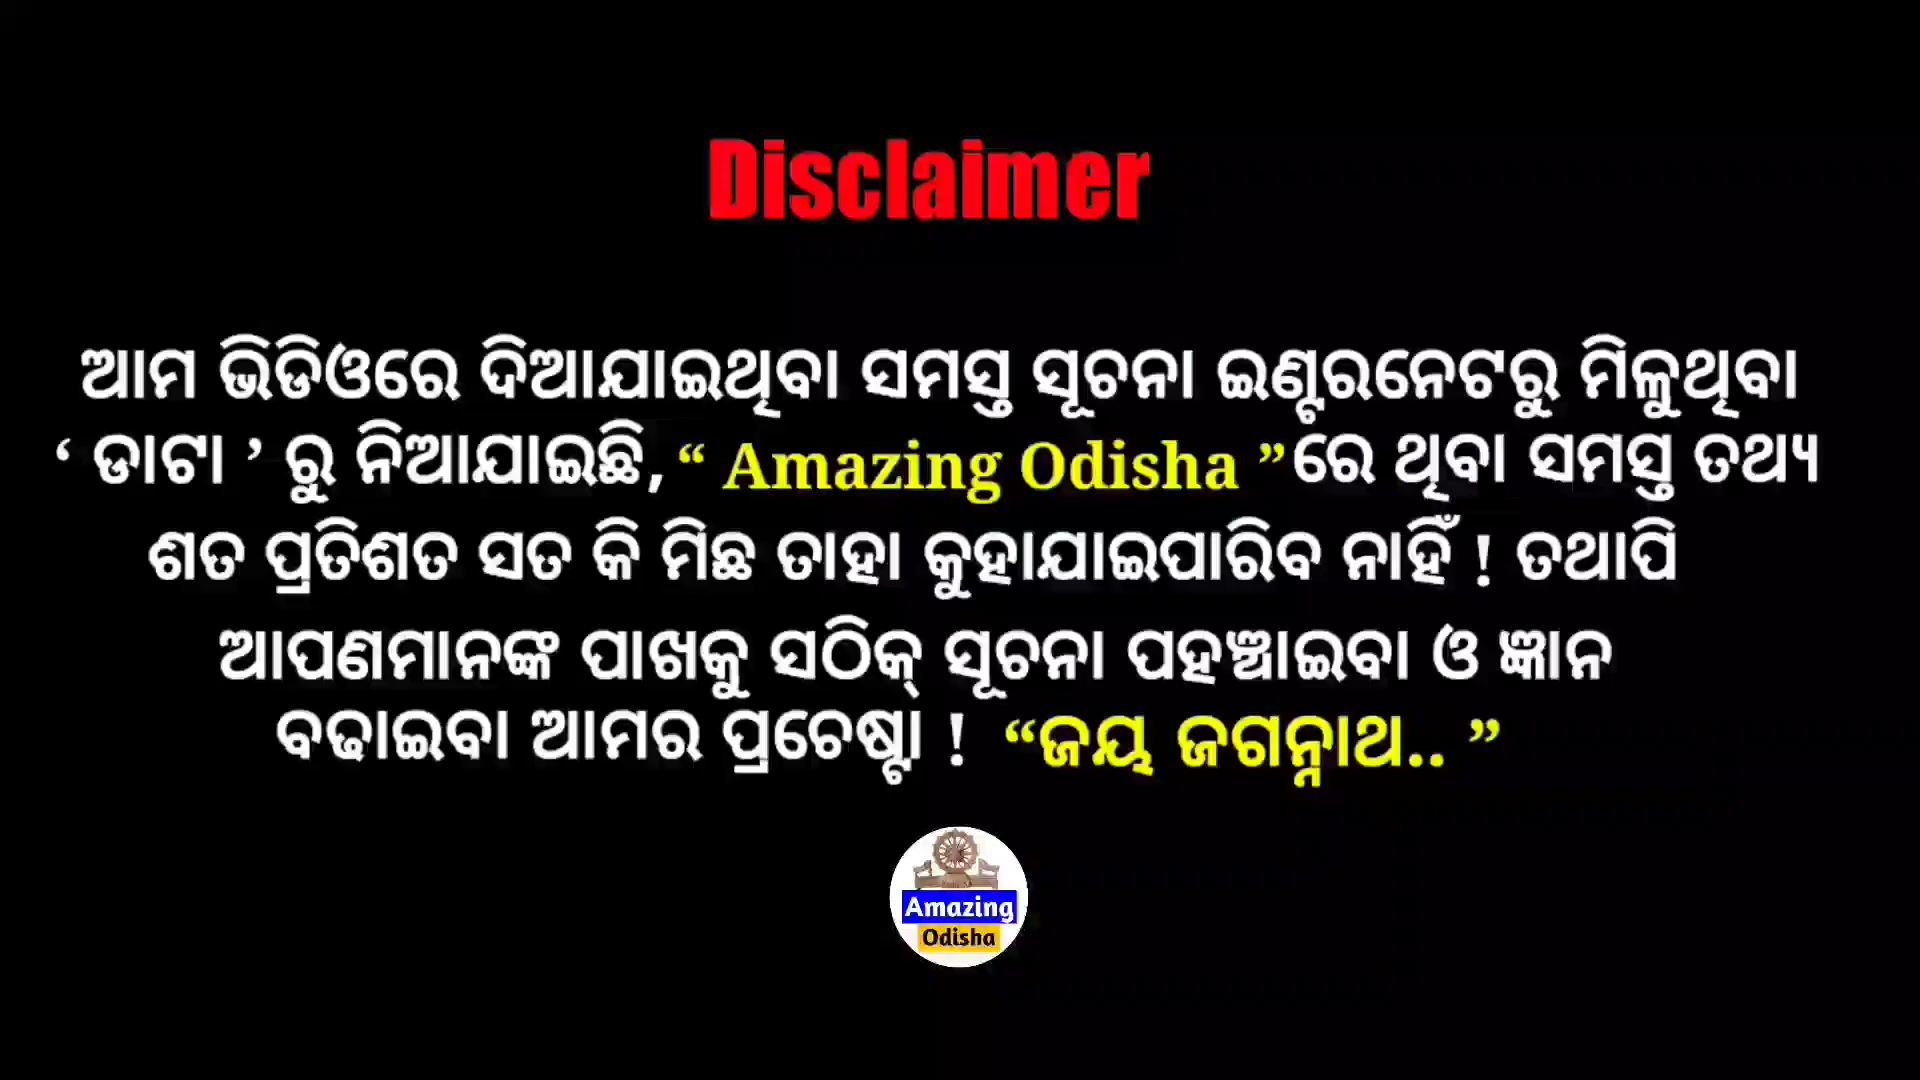 Disclaimer
ଆମ ଭିଡିଓରେ ଦିଆଯାଇଥିବା ସମସ୍ତ ସୂଚନା ଇଣ୍ଟରନେଟରୁ ମିଳୁଥିବା
‘ ଡାଟା ’ ରୁ ନିଆଯାଇଛି, “ Amazing Odisha ” ରେ ଥିବା ସମସ୍ତ ତଥ୍ୟ
ଶତ ପ୍ରତିଶତ ସତ କି ମିଛ ତାହା କୁହାଯାଇପାରିବ ନାହିଁ ! ତଥାପି
ଆପଣମାନଙ୍କ ପାଖକୁ ସଠିକ୍ ସୂଚନା ପହଞ୍ଚାଇବା ଓ ଜ୍ଞାନ
ବଢାଇବା ଆମର ପ୍ରଚେଷ୍ଟା ! “ଜୟ ଜଗନ୍ନାଥ.. ”
Amazing
Odisha